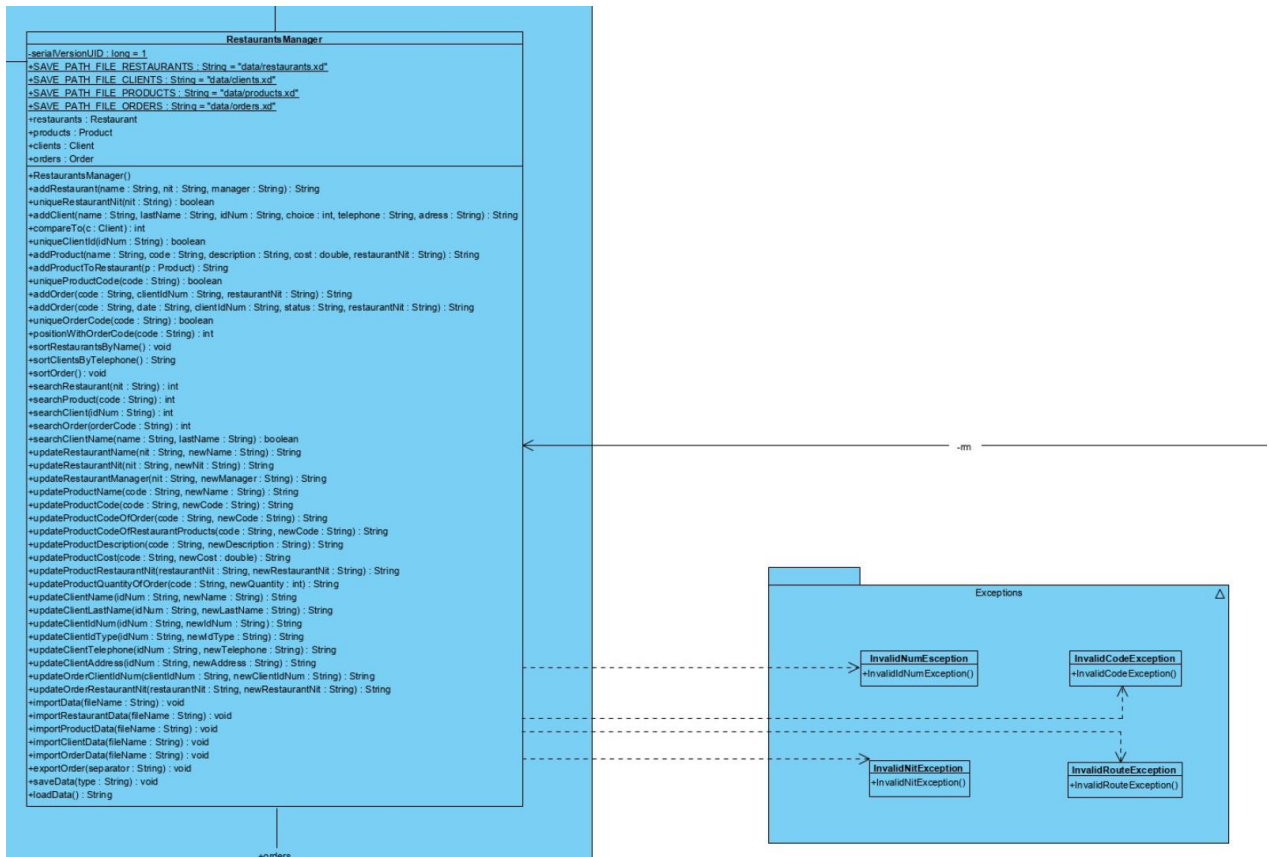 RestaurantsManager
-serialVersionUID : long = 1
+SAVE_PATH_FILE_RESTAURANTS : String = "data/restaurants.xd"
+SAVE_PATH_FILE_CLIENTS : String = "data/clients.xd"
+SAVE_PATH_FILE_PRODUCTS : String = "data/products.xd"
+SAVE_PATH_FILE_ORDERS : String = "data/orders.xd"
+restaurants : Restaurant
+products : Product
+clients : Client
+orders : Order
+RestaurantsManager()
+addRestaurant(name : String, nit : String, manager : String) : String
+uniqueRestaurantNit(nit : String) : boolean
+addClient(name : String, lastName : String, idNum : String, choice : int, telephone : String, adress : String) : String
+compareTo(c : Client) : int
+uniqueClientId(idNum : String) : boolean
+addProduct(name : String, code : String, description : String, cost : double, restaurantNit : String) : String
+addProductToRestaurant(p : Product) : String
+uniqueProductCode(code : String) : boolean
+addOrder(code : String, clientIdNum : String, restaurantNit : String) : String
+addOrder(code : String, date : String, clientIdNum : String, status : String, restaurantNit : String) : String
+uniqueOrderCode(code : String) : boolean
+positionWithOrderCode(code : String) : int
+sortRestaurantsByName() : void
+sortClientsByTelephone() : String
+sortOrder() : void
+searchRestaurant(nit : String) : int
+searchProduct(code : String) : int
+searchClient(idNum : String) : int
+searchOrder(orderCode : String) : int
+searchClientName(name : String, lastName : String) : boolean
+updateRestaurantName(nit : String, newName : String) : String
+updateRestaurantNit(nit : String, newNit : String) : String
+updateRestaurantManager(nit : String, newManager : String) : String
+updateProductName(code : String, newName : String) : String
+updateProductCode(code : String, newCode : String) : String
+updateProductCodeOfOrder(code : String, newCode : String) : String
+updateProductCodeOfRestaurantProducts(code : String, newCode : String) : String
+updateProductDescription(code : String, newDescription : String) : String
+updateProductCost(code : String, newCost : double) : String
+updateProductRestaurantNit(restaurantNit : String, newRestaurantNit : String) : String
+updateProductQuantityOfOrder(code : String, newQuantity : int) : String
+updateClientName(idNum : String, newName : String) : String
+updateClientLastName(idNum : String, newLastName : String) : String
+updateClientIdNum(idNum : String, newIdNum : String) : String
+updateClientIdType(idNum : String, newIdType : String) : String
+updateClientTelephone(idNum : String, newTelephone : String) : String
+updateClientAddress(idNum : String, newAddress : String) : String
+updateOrderClientIdNum(clientIdNum : String, newClientIdNum : String) : String
+updateOrderRestaurantNit(restaurantNit : String, newRestaurantNit : String) : String
+importData(fileName : String) : void
+importRestaurantData(fileName : String) : void
+importProductData(fileName : String) : void
+importClientData(fileName : String) : void
+importOrderData(fileName : String) : void
+exportOrder(separator : String) : void
+saveData(type : String) : void
+loadData() : String
+orders
-rm
Exceptions
InvalidNumEsception
+InvalidIdNumException()
InvalidCodeException
+InvalidCodeException()
InvalidNitException
+InvalidNitException()
InvalidRouteException
+InvalidRouteException()